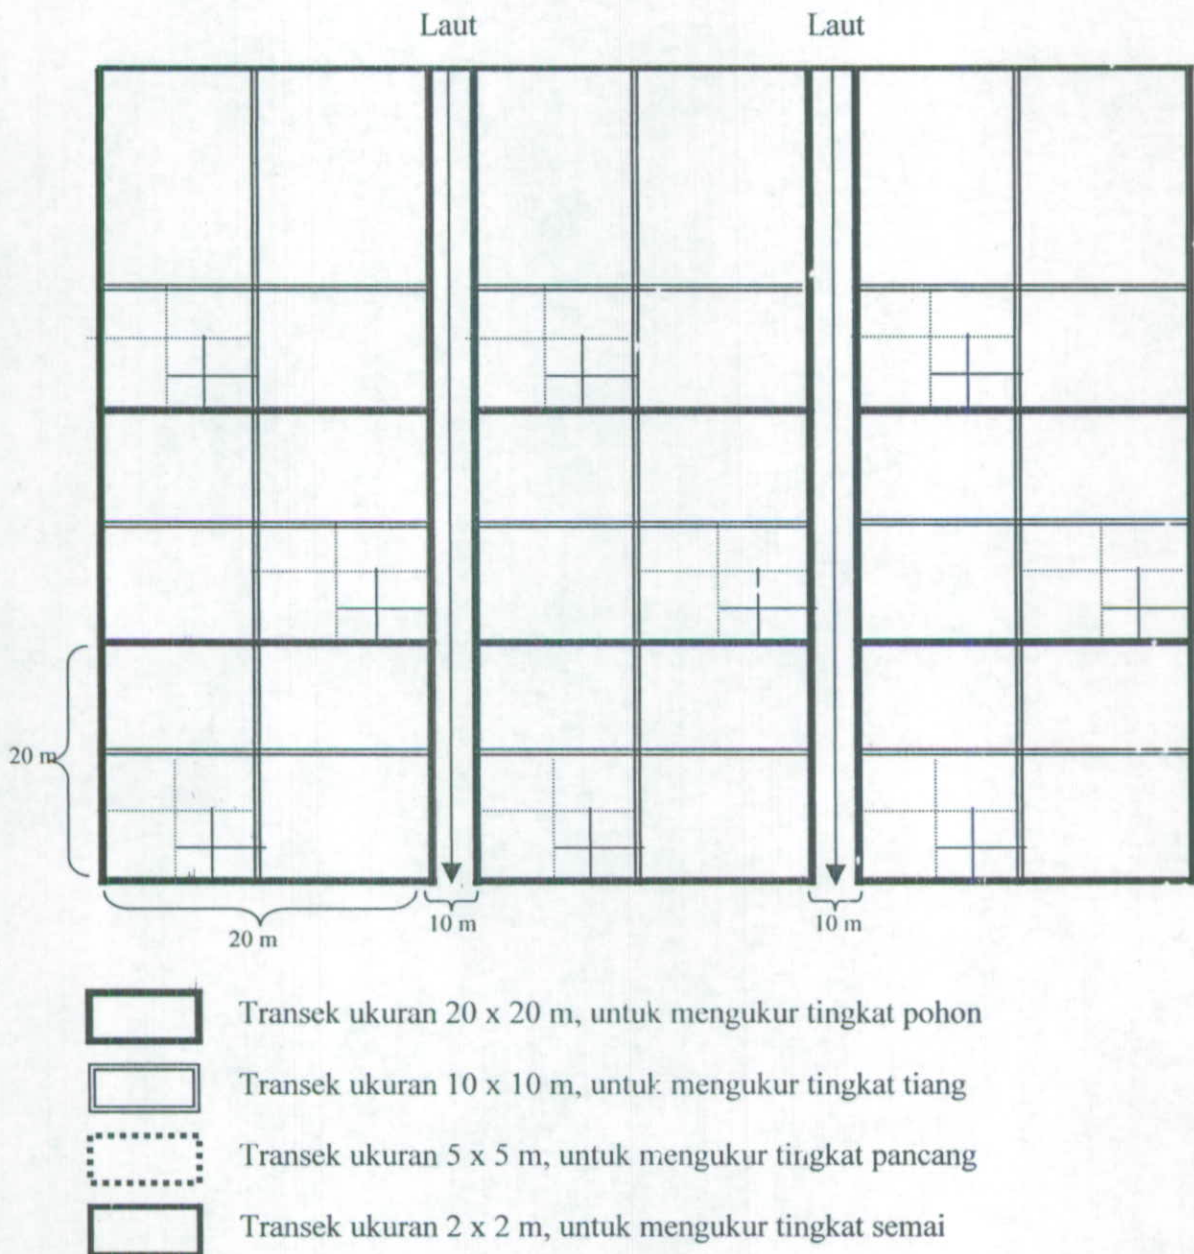 Laut Laut
20 m
20 m 10 m 10 m
Transek ukuran 20 x 20 m, untuk mengukur tingkat pohon
Transek ukuran 10 x 10 m, untuk mengukur tingkat tiang
Transek ukuran 5 x 5 m, untuk mengukur tingkat pancang
Transek ukuran 2 x 2 m, untuk mengukur tingkat semai